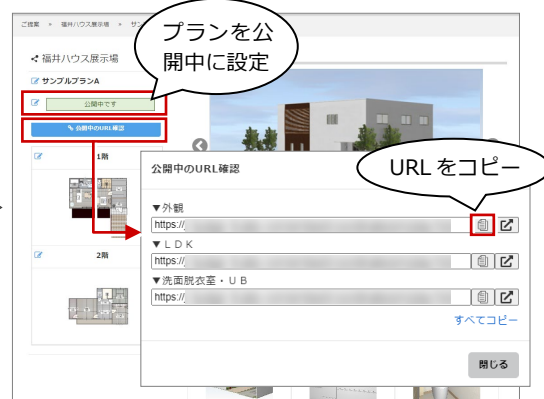 ご提案 » 福井ハウス展示場 »
プランを公
開中に設定
福井ハウス展示場
サンプルプランA
公開中です
公開中のURL確認
1階
2階
URL をコピー
公開中のURL確認
▼外観
https://
▼ＬＤＫ
https://
▼洗面脱衣室・ＵＢ
https://
すべてコピー
閉じる